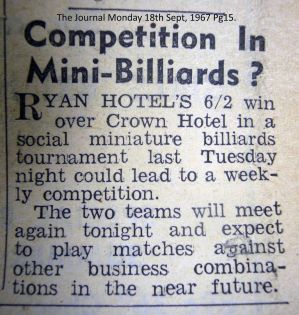 The Journal Monday 18th Sept, 1967 Pg15.
Competition In
Mini-Billiards ?
RYAN HOTEL'S 6/2 win
over Crown Hotel in a
social miniature billiards
tournament last Tuesday
night could lead to a week-
ly competition.
The two teams will meet
again tonight and expect
to play matches against
other business combina-
tions in the near future.